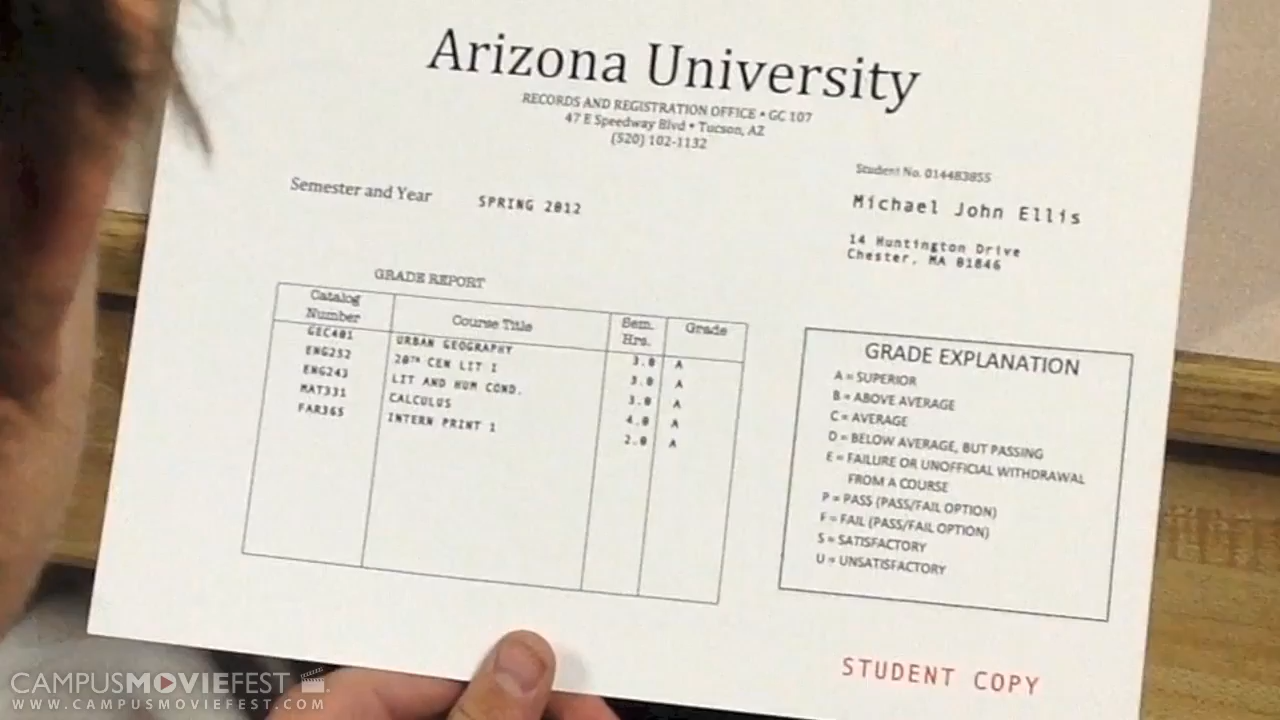 Arizona University
RECORDS AND REGISTRATION OFFICE • GC 107
47 E Speedway Blvd • Tucson, AZ
(520) 102-1132
Student No. 014483855
Semester and Year SPRING 2012
Michael John Ellis
14 Huntington Drive
Chester, MA 01846
GRADE REPORT
Catalog Number Course Title Sem. Hrs. Grade
GEC401 URBAN GEOGRAPHY 3.0 A
ENG252 20TH CEN LIT I 3.0 A
ENG243 LIT AND HUM COND. 3.0 A
MAT331 CALCULUS 4.0 A
FAR365 INTERN PRINT 1 2.0 A
GRADE EXPLANATION
A = SUPERIOR
B = ABOVE AVERAGE
C = AVERAGE
D = BELOW AVERAGE, BUT PASSING
E = FAILURE OR UNOFFICIAL WITHDRAWAL
FROM A COURSE
P = PASS (PASS/FAIL OPTION)
F = FAIL (PASS/FAIL OPTION)
S = SATISFACTORY
U = UNSATISFACTORY
STUDENT COPY
CAMPUSMOVIEFEST
WWW.CAMPUSMOVIEFEST.COM